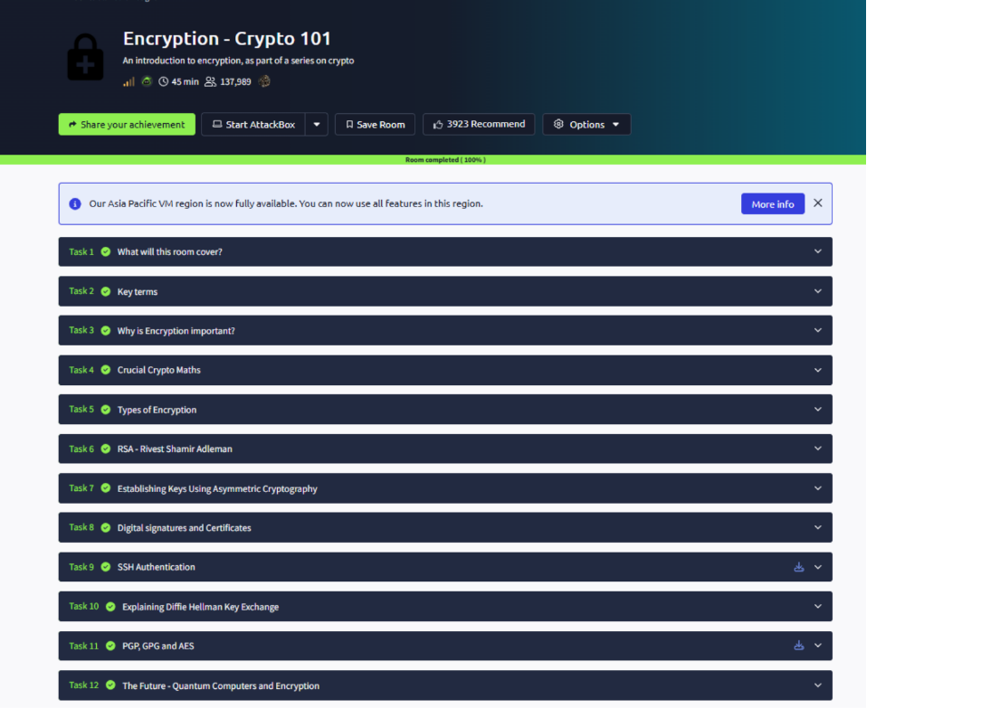 Encryption - Crypto 101
An introduction to encryption, as part of a series on crypto
45 min 137,989
Share your achievement Start AttackBox Save Room 3923 Recommend Options
Room completed ( 100% )
Our Asia Pacific VM region is now fully available. You can now use all features in this region. More info
Task 1 What will this room cover?
Task 2 Key terms
Task 3 Why is Encryption important?
Task 4 Crucial Crypto Maths
Task 5 Types of Encryption
Task 6 RSA - Rivest Shamir Adleman
Task 7 Establishing Keys Using Asymmetric Cryptography
Task 8 Digital signatures and Certificates
Task 9 SSH Authentication
Task 10 Explaining Diffie Hellman Key Exchange
Task 11 PGP, GPG and AES
Task 12 The Future - Quantum Computers and Encryption